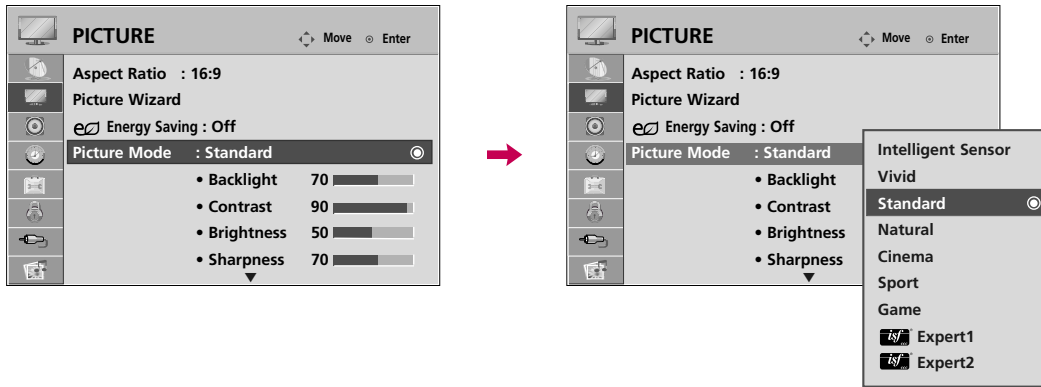 PICTURE Move Enter
Aspect Ratio : 16:9
Picture Wizard
eco Energy Saving : Off
Picture Mode : Standard
• Backlight 70
• Contrast 90
• Brightness 50
• Sharpness 70
PICTURE Move Enter
Aspect Ratio : 16:9
Picture Wizard
eco Energy Saving : Off
Picture Mode : Standard
• Backlight
• Contrast
• Brightness
• Sharpness
Intelligent Sensor
Vivid
Standard
Natural
Cinema
Sport
Game
isf Expert1
isf Expert2